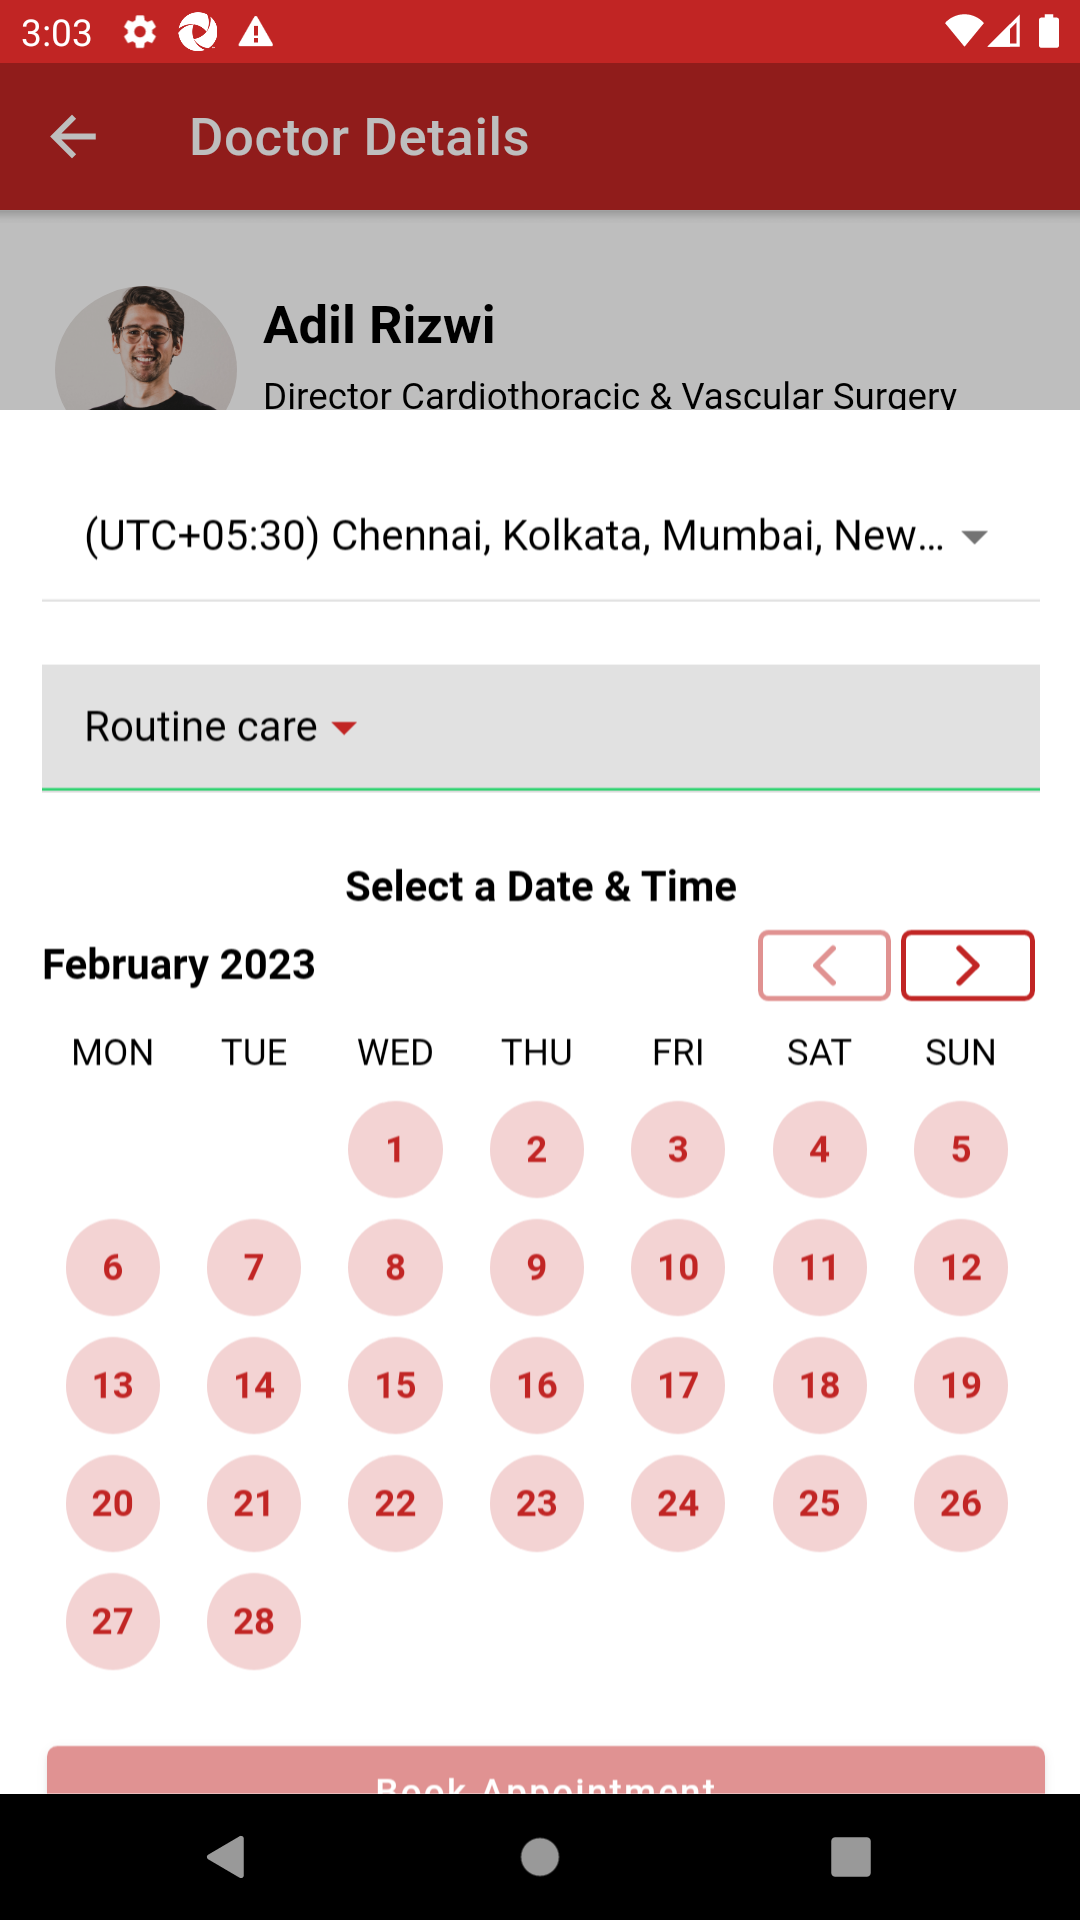 3:03
Doctor Details
Adil Rizwi
Director Cardiothoracic & Vascular Surgery
(UTC+05:30) Chennai, Kolkata, Mumbai, New...
Routine care
Select a Date & Time
February 2023
MON TUE WED THU FRI SAT SUN
1 2 3 4 5
6 7 8 9 10 11 12
13 14 15 16 17 18 19
20 21 22 23 24 25 26
27 28
Book Appointment